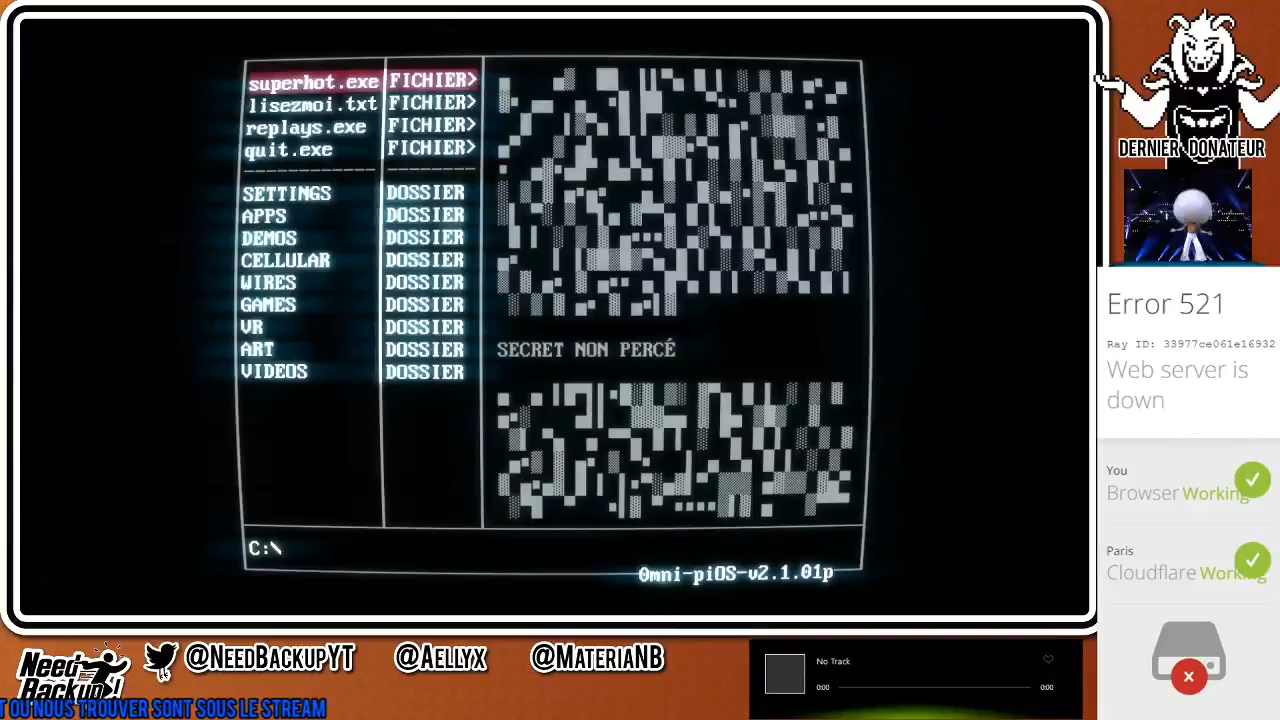 superhot.exe FICHIER>
lisezmoi.txt FICHIER>
replays.exe FICHIER>
quit.exe FICHIER>
SETTINGS DOSSIER
APPS DOSSIER
DEMOS DOSSIER
CELLULAR DOSSIER
WIRES DOSSIER
GAMES DOSSIER
VR DOSSIER
ART DOSSIER
VIDEOS DOSSIER
SECRET NON PERCÉ
C:\
Omni-piOS-v2.1.01p
DERNIER DONATEUR
Error 521
Ray ID: 33977ce061e16932
Web server is
down
You
Browser Working
Paris
Cloudflare Working
Need
Backup!
@NeedBackupYT @Aellyx @MateriaNB
No Track
0:00 0:00
T OU NOUS TROUVER SONT SOUS LE STREAM